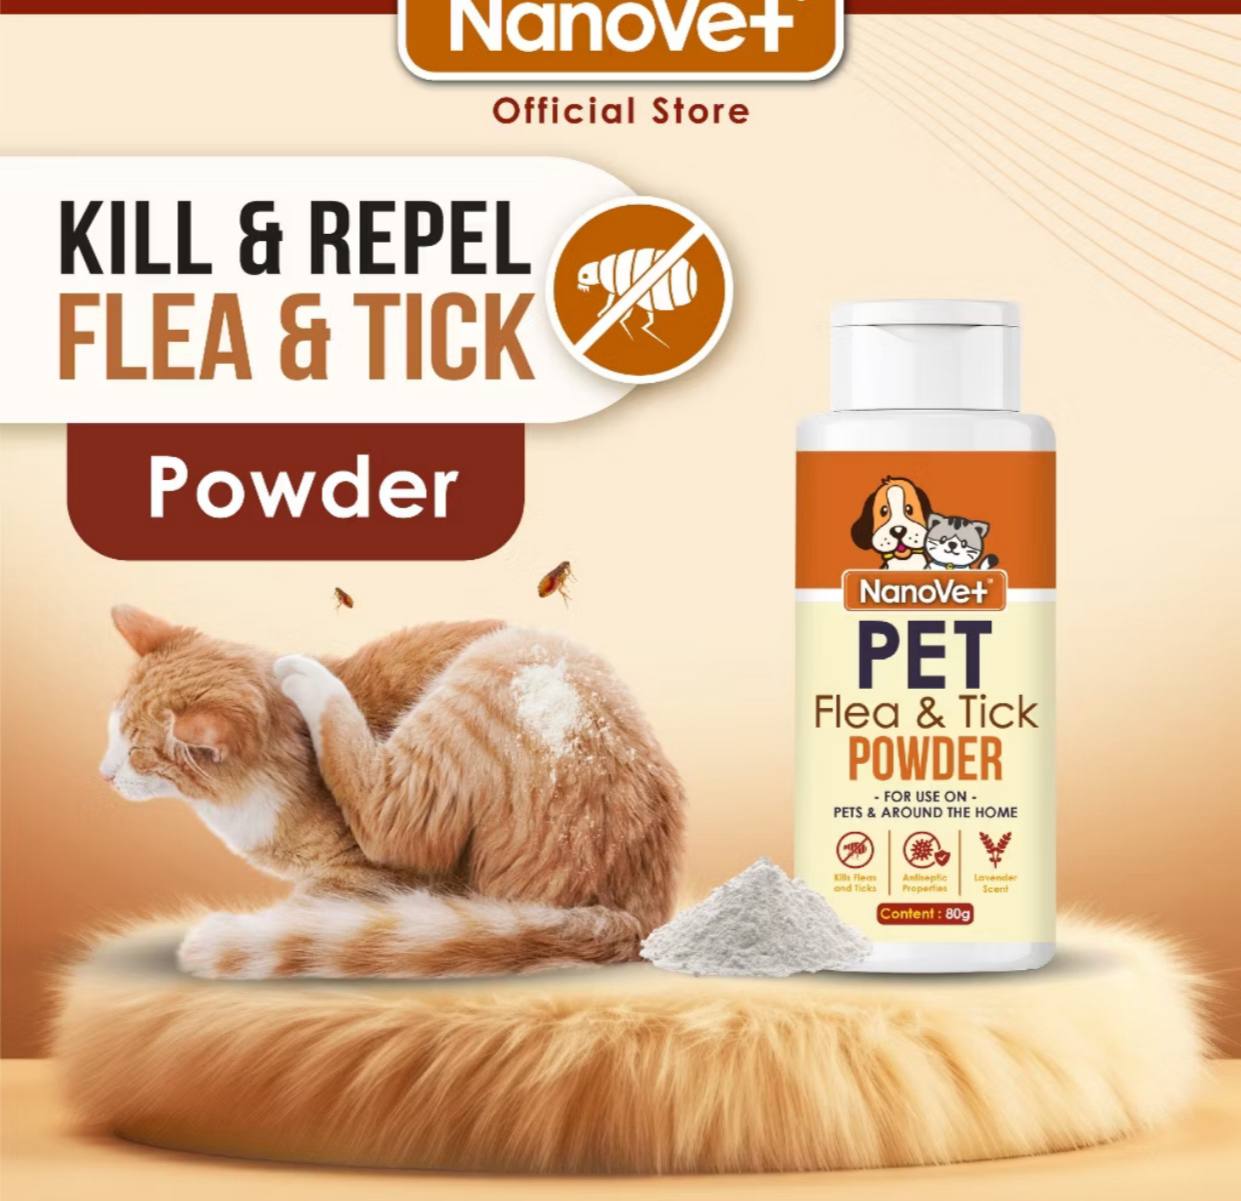 NanoVet
Official Store
KILL & REPEL
FLEA & TICK
Powder
NanoVet
PET
Flea & Tick
POWDER
- FOR USE ON -
PETS & AROUND THE HOME
Kills Fleas
and Ticks
Antiseptic
Properties
Lavender
Scent
Content : 80g